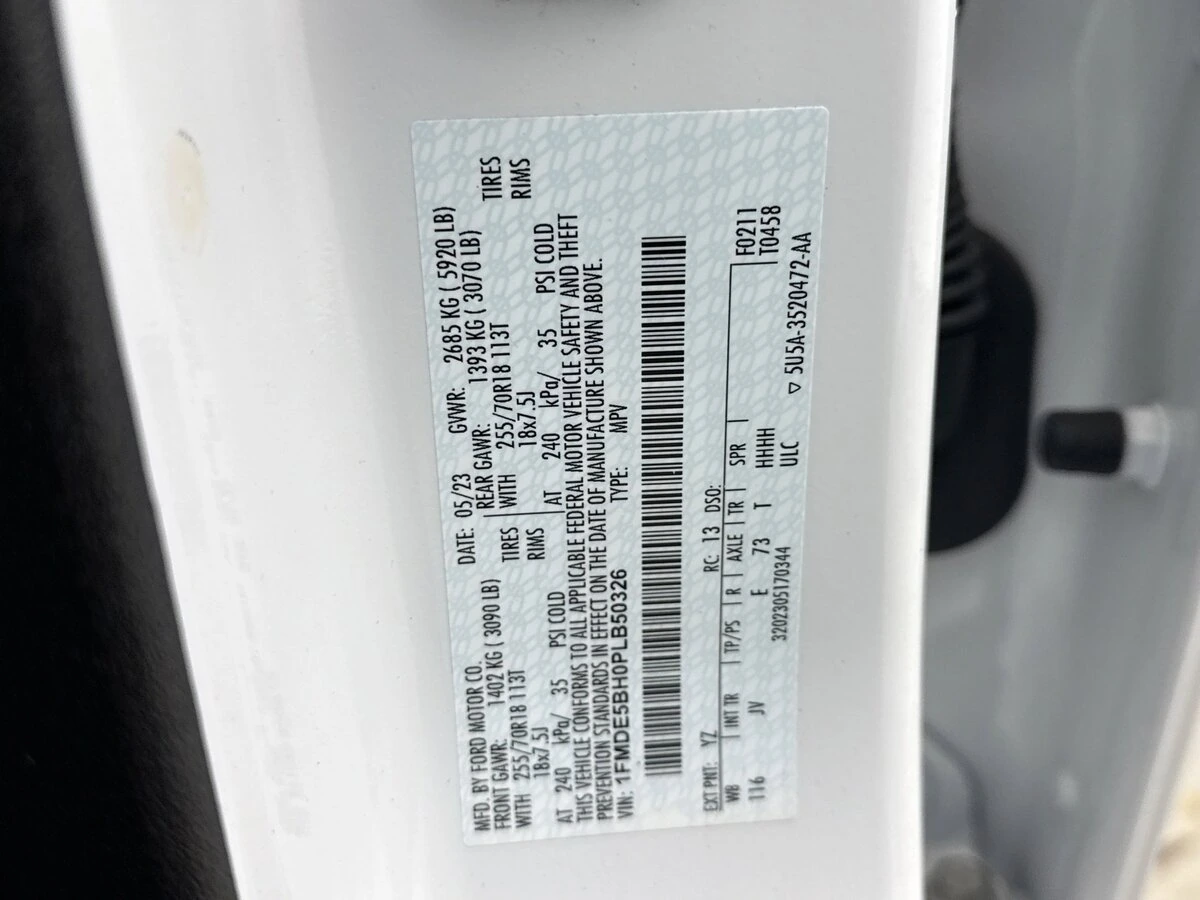 MFD. BY FORD MOTOR CO.
DATE: 05/23 GVWR: 2685 KG ( 5920 LB)
FRONT GAWR: 1402 KG ( 3090 LB) REAR GAWR: 1393 KG ( 3070 LB)
WITH 255/70R18 113T TIRES WITH 255/70R18 113T TIRES
18x7.5J RIMS 18x7.5J RIMS
AT 240 kPa/ 35 PSI COLD AT 240 kPa/ 35 PSI COLD
THIS VEHICLE CONFORMS TO ALL APPLICABLE FEDERAL MOTOR VEHICLE SAFETY AND THEFT
PREVENTION STANDARDS IN EFFECT ON THE DATE OF MANUFACTURE SHOWN ABOVE.
VIN: 1FMDE5BH0PLB50326 TYPE: MPV
EXT PNT: YZ RC: 13 DSO: F0211
WB INT TR TP/PS R AXLE TR SPR T0458
116 JV E 73 T HHHH
3202305170344 ULC
▽ 5U5A-3520472-AA